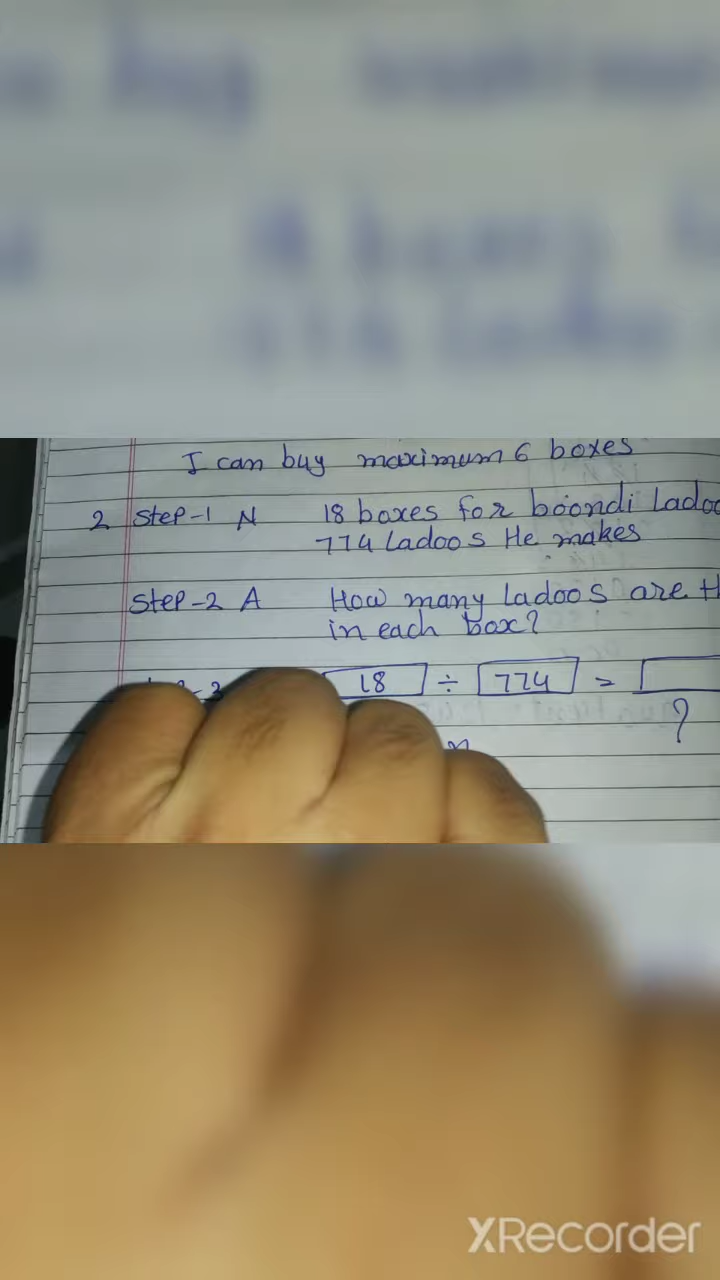 I can buy maximum 6 boxes
2 Step-1 N 18 boxes for boondi Ladoo
774 Ladoos He makes
Step-2 A How many Ladoos are
in each box?
18 ÷ 774 =
?
XRecorder